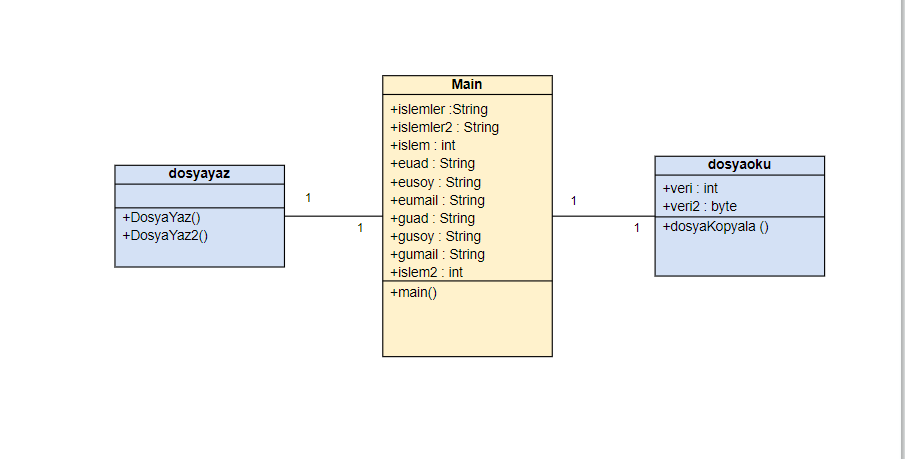 dosyayaz
+DosyaYaz()
+DosyaYaz2()
1
1
Main
+islemler :String
+islemler2 : String
+islem : int
+euad : String
+eusoy : String
+eumail : String
+guad : String
+gusoy : String
+gumail : String
+islem2 : int
+main()
1
1
dosyaoku
+veri : int
+veri2 : byte
+dosyaKopyala ()